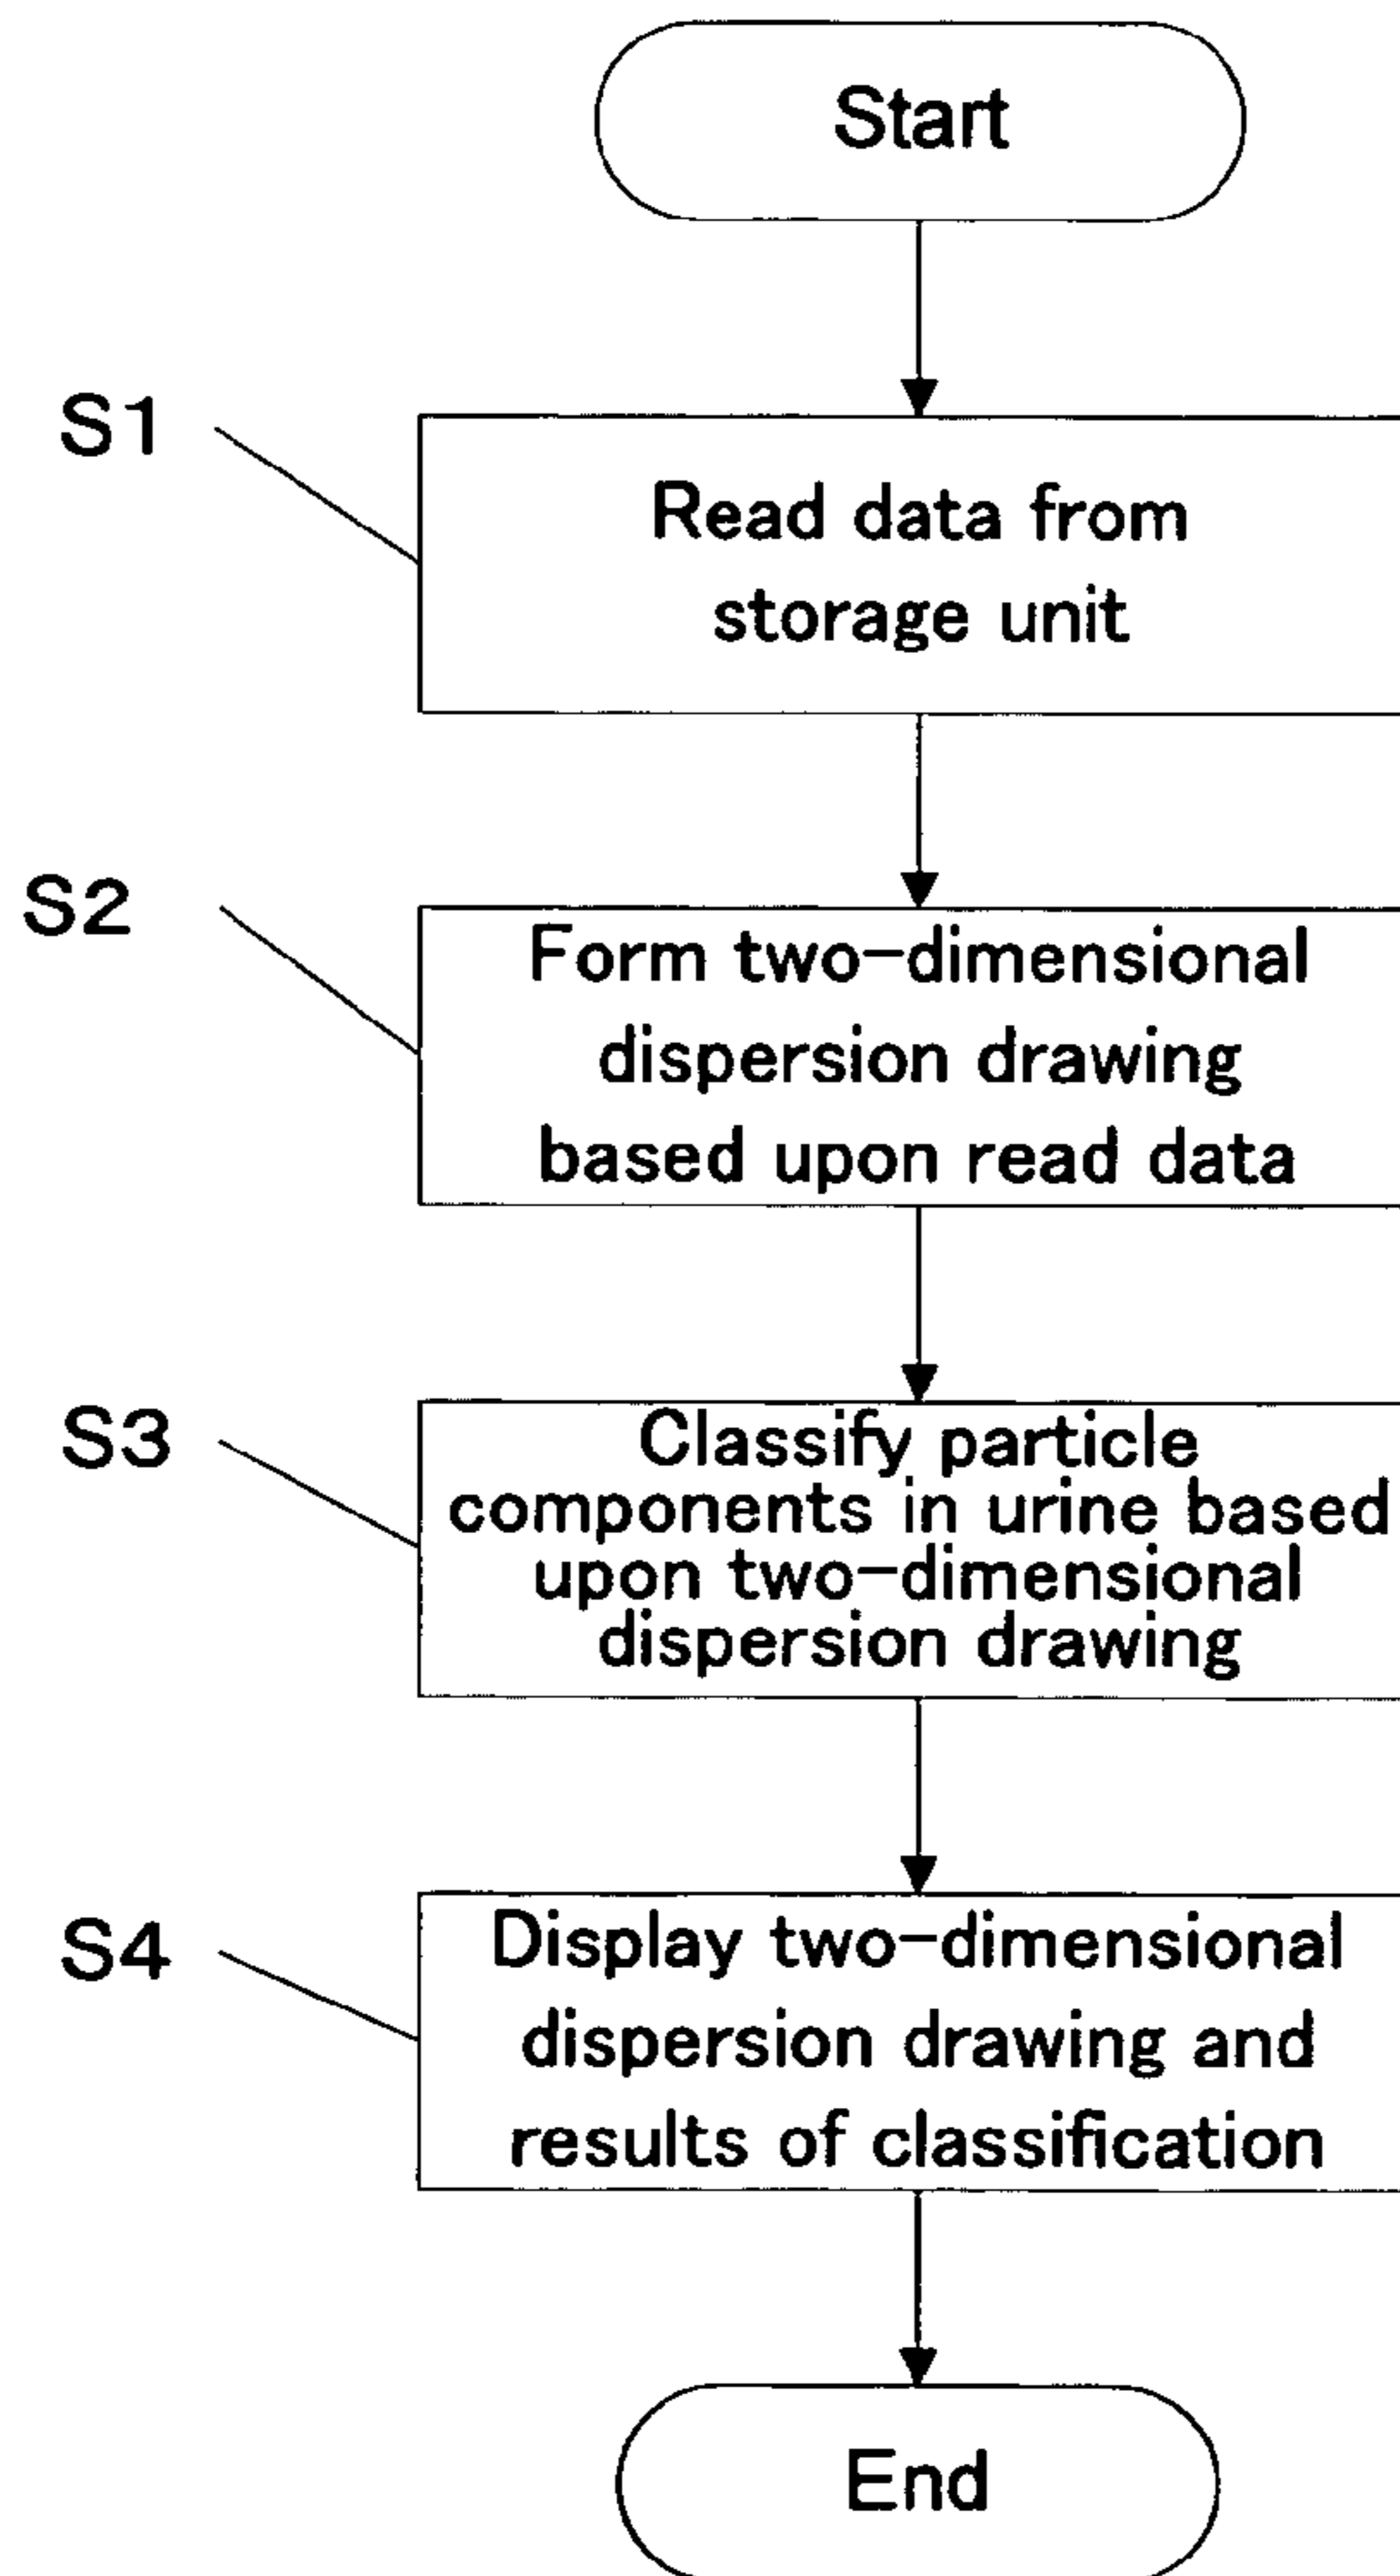 Start
S1
Read data from
storage unit
S2
Form two-dimensional
dispersion drawing
based upon read data
S3
Classify particle
components in urine based
upon two-dimensional
dispersion drawing
S4
Display two-dimensional
dispersion drawing and
results of classification
End